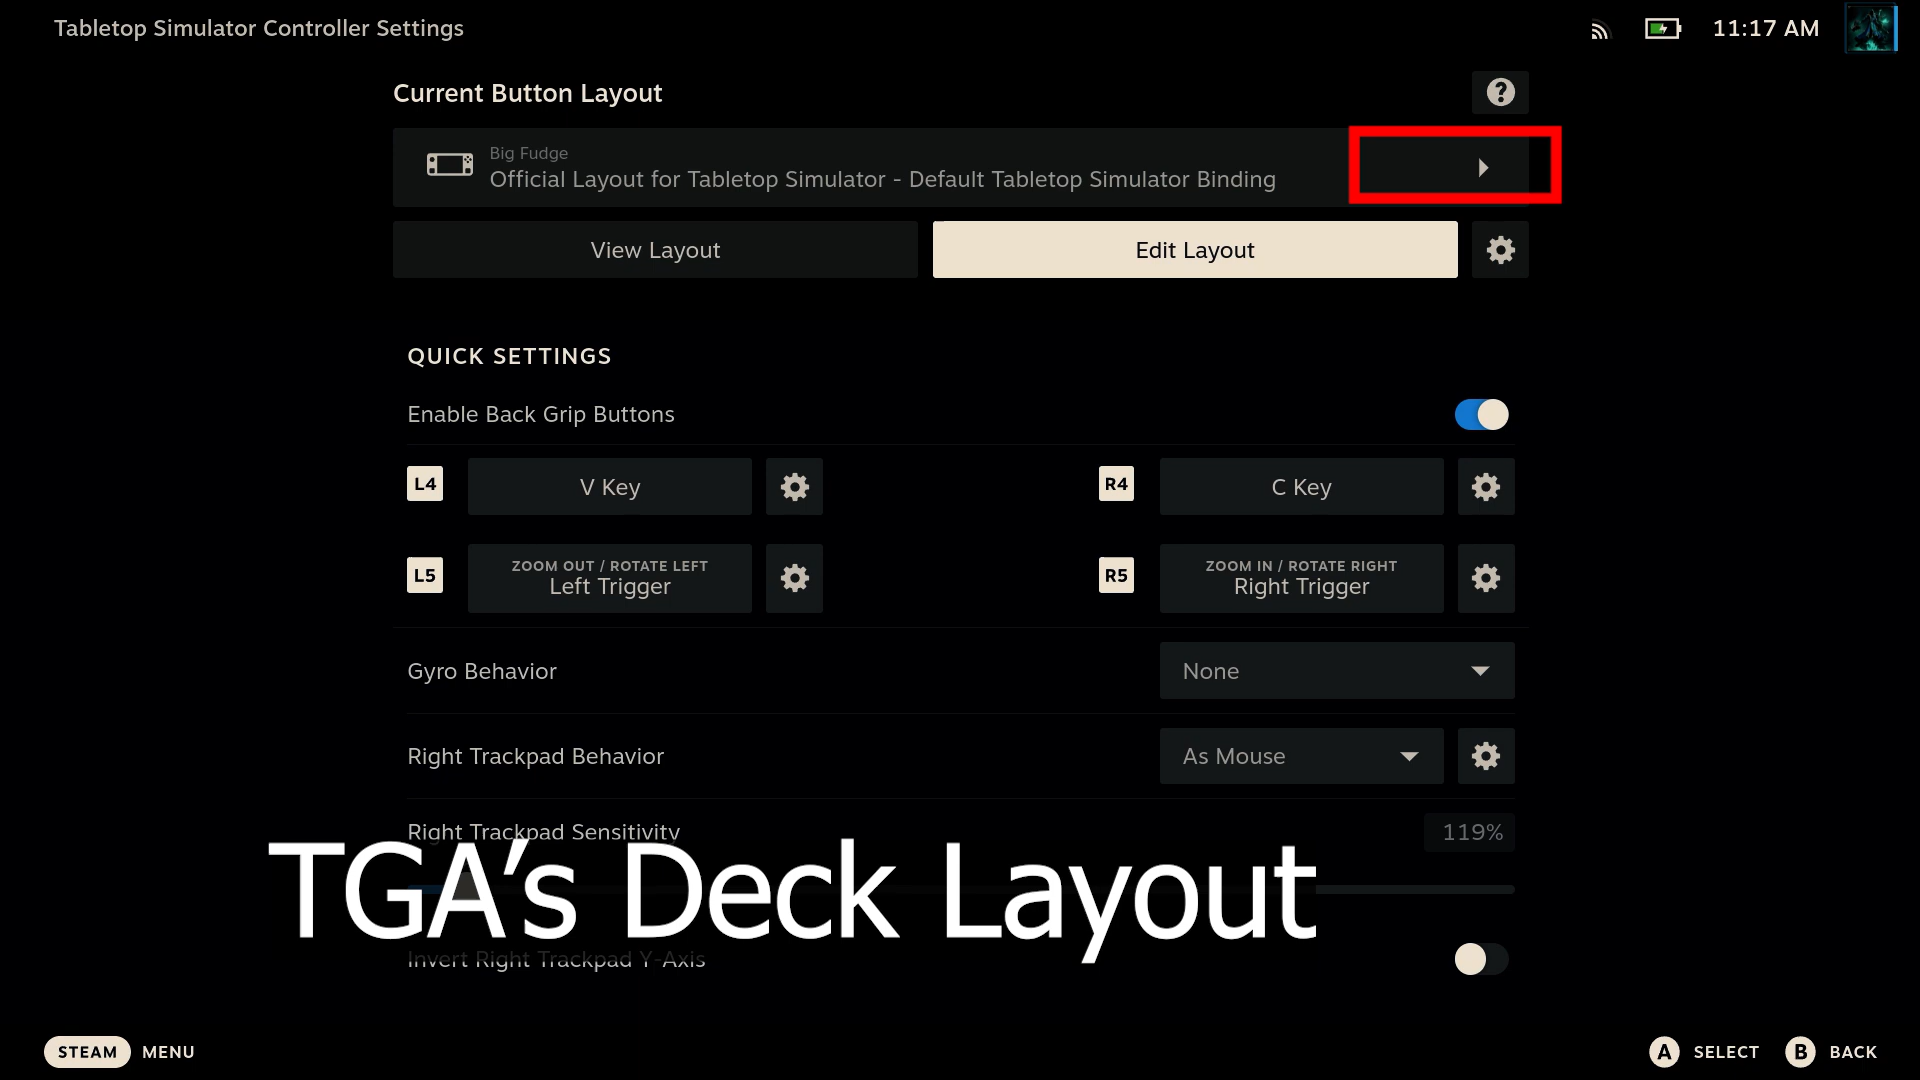 Tabletop Simulator Controller Settings
11:17 AM
Current Button Layout
?
Big Fudge
Official Layout for Tabletop Simulator - Default Tabletop Simulator Binding
View Layout
Edit Layout
QUICK SETTINGS
Enable Back Grip Buttons
L4
V Key
R4
C Key
L5
ZOOM OUT / ROTATE LEFT
Left Trigger
R5
ZOOM IN / ROTATE RIGHT
Right Trigger
Gyro Behavior
None
Right Trackpad Behavior
As Mouse
Right Trackpad Sensitivity
119%
TGA's Deck Layout
Invert Right Trackpad Y-Axis
STEAM
MENU
A
SELECT
B
BACK